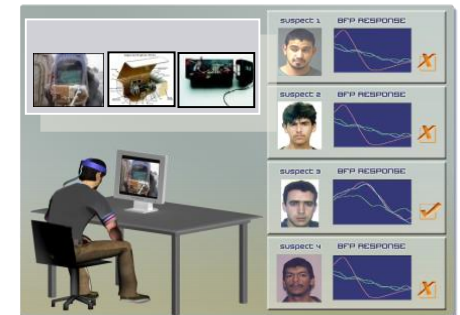 SUSPECT 1 BFP RESPONSE
SUSPECT 2 BFP RESPONSE
SUSPECT 3 BFP RESPONSE
SUSPECT 4 BFP RESPONSE